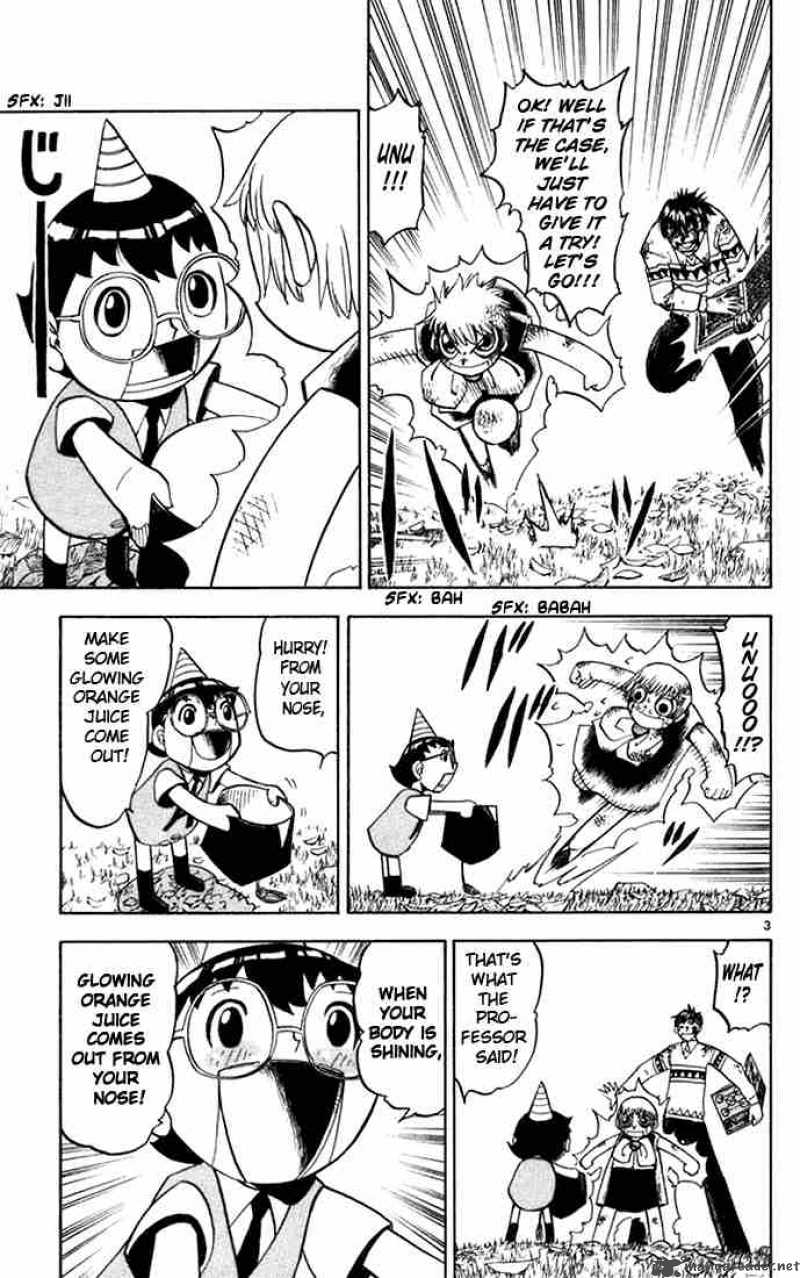 OK! WELL
IF THAT'S
THE CASE,
WE'LL
JUST
HAVE TO
GIVE IT
A TRY!
LET'S
GO!!!
UNU
!!!
SFX: JII
じー
SFX: BAH
SFX: BABAH
UNUOOO
!!?
HURRY!
FROM
YOUR
NOSE,
MAKE
SOME
GLOWING
ORANGE
JUICE
COME
OUT!
3
WHAT
!?
THAT'S
WHAT
THE
PRO-
FESSOR
SAID!
WHEN
YOUR
BODY IS
SHINING,
GLOWING
ORANGE
JUICE
COMES
OUT FROM
YOUR
NOSE!
mangareader.net